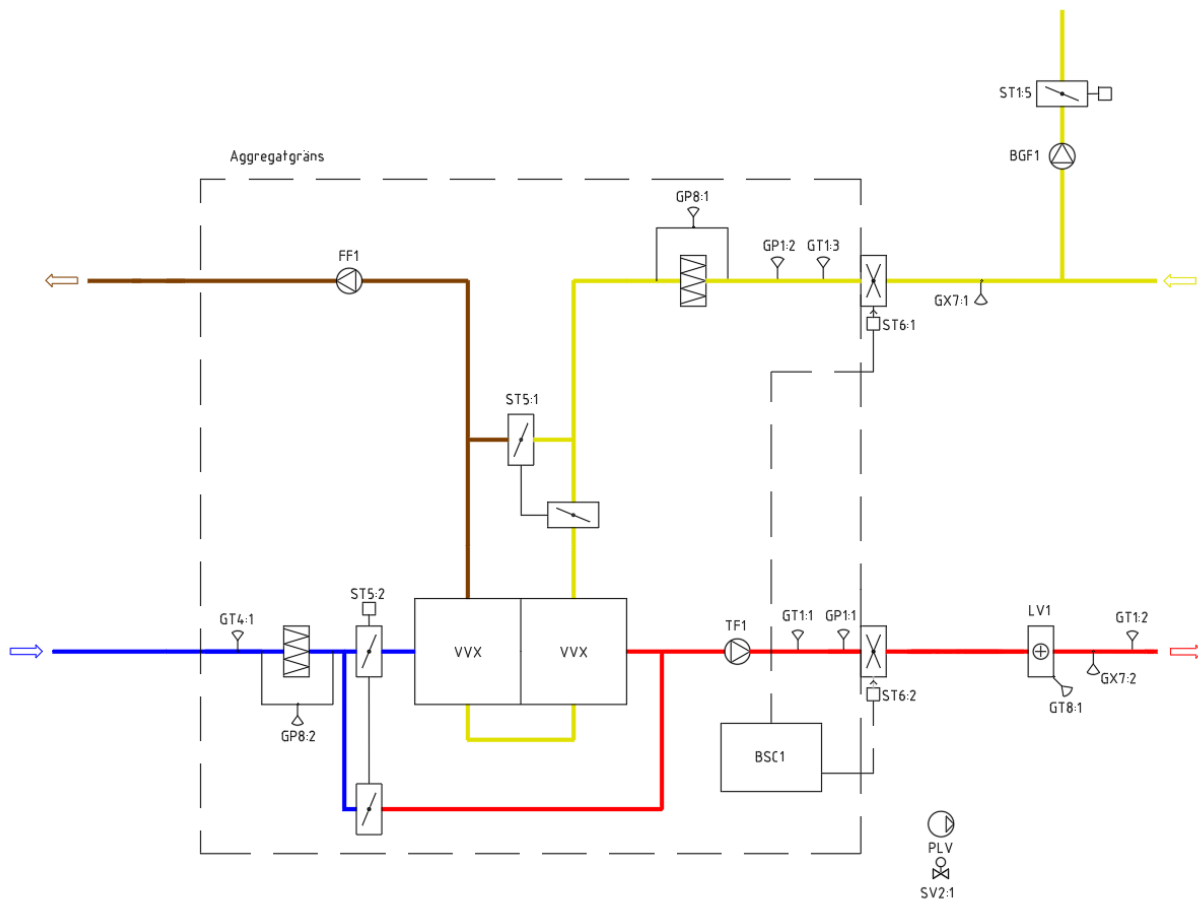 ST1:5
Aggregatgräns
BGF1
GP8:1
FF1
GP1:2
GT1:3
GX7:1
ST6:1
ST5:1
ST5:2
GT4:1
VVX
VVX
TF1
GT1:1
GP1:1
LV1
GT1:2
GX7:2
ST6:2
GT8:1
GP8:2
BSC1
PLV
SV2:1